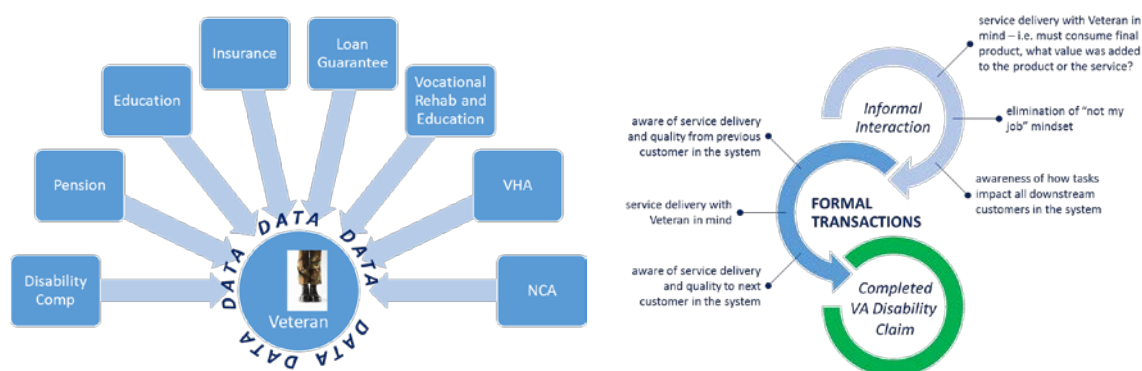 Disability
Comp
Pension
Education
Insurance
Loan
Guarantee
Vocational
Rehab and
Education
VHA
NCA
DATA DATA DATA DATA DATA DATA
Veteran
service delivery with Veteran in
mind – i.e. must consume final
product, what value was added
to the product or the service?
Informal
Interaction
elimination of “not my
job” mindset
awareness of how tasks
impact all downstream
customers in the system
aware of service delivery
and quality from previous
customer in the system
service delivery with
Veteran in mind
aware of service delivery
and quality to next
customer in the system
FORMAL
TRANSACTIONS
Completed
VA Disability
Claim